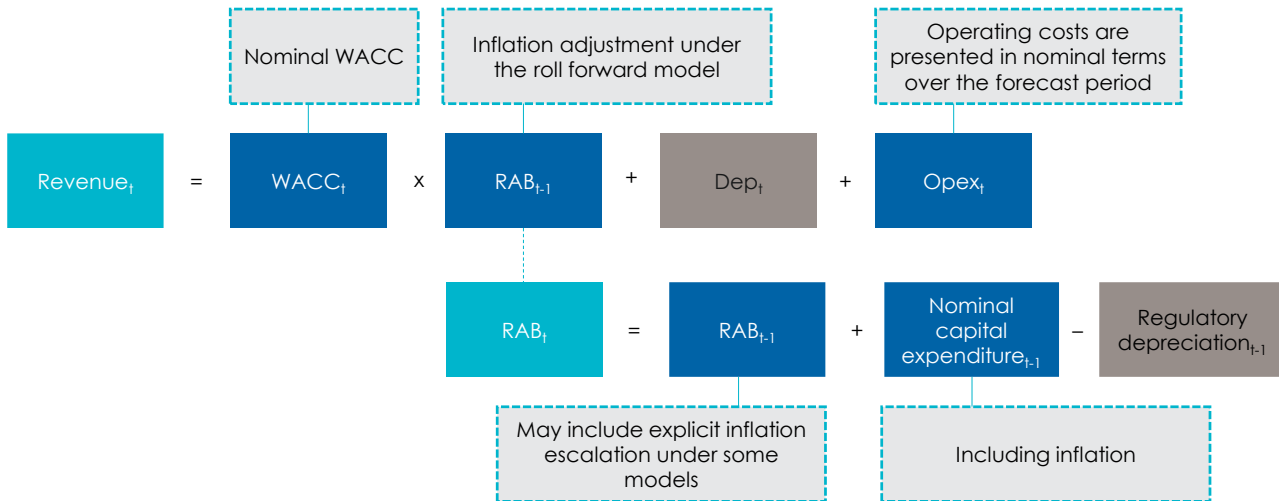 Nominal WACC
Inflation adjustment under
the roll forward model
Operating costs are
presented in nominal terms
over the forecast period
Revenueₜ = WACCₜ x RABₜ₋₁ + Depₜ + Opexₜ
RABₜ = RABₜ₋₁ + Nominal
capital
expenditureₜ₋₁ – Regulatory
depreciationₜ₋₁
May include explicit inflation
escalation under some
models
Including inflation